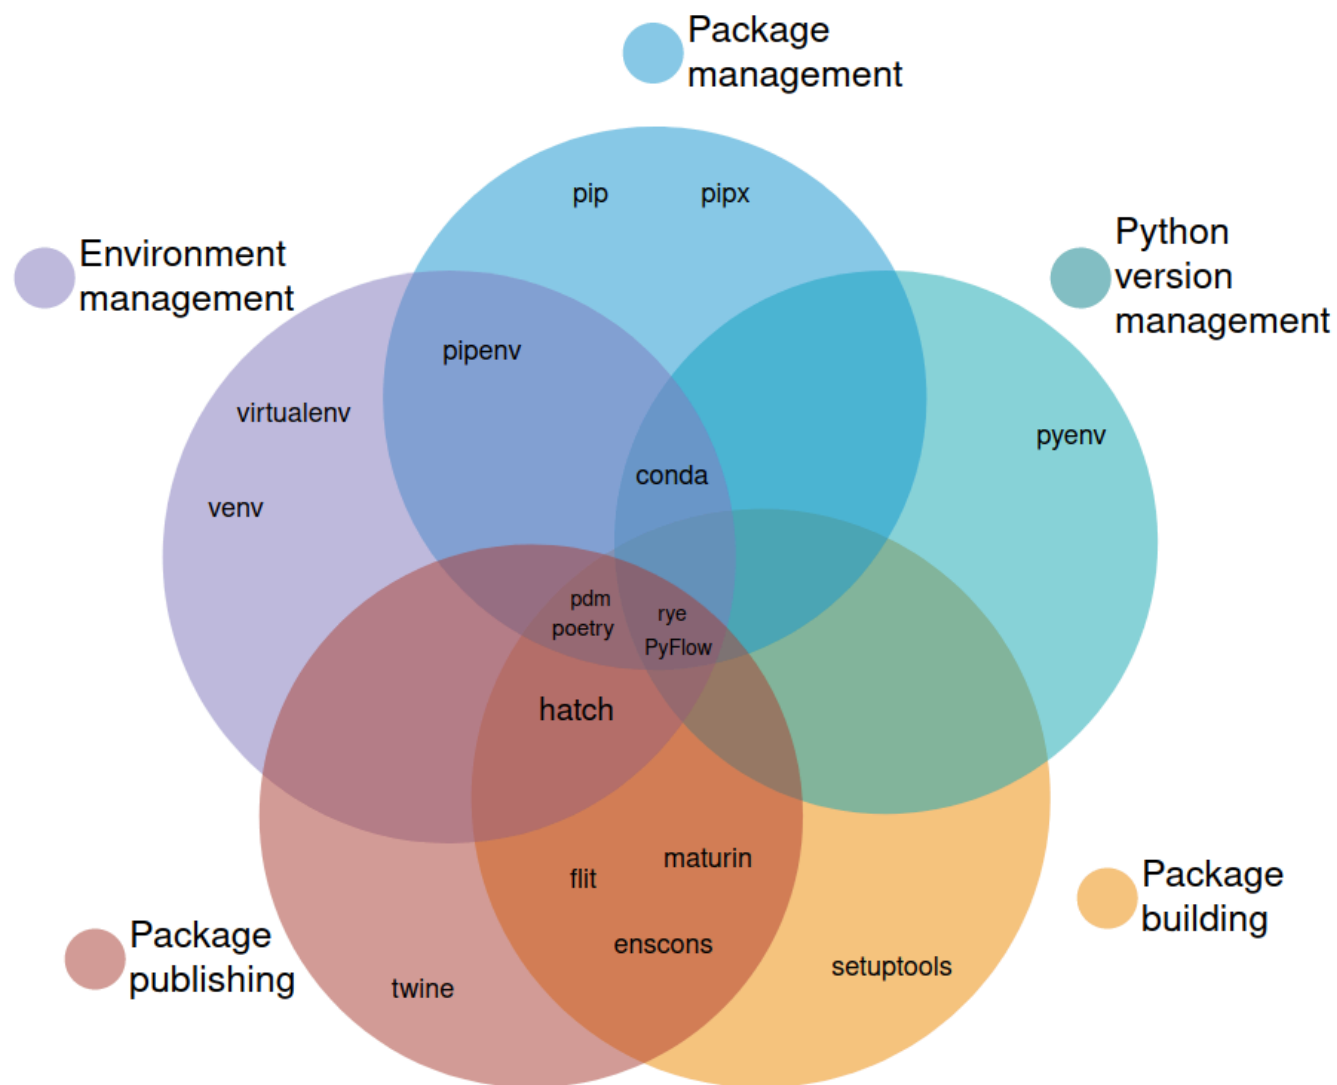 Package
management
pip
pipx
Environment
management
Python
version
management
pipenv
virtualenv
pyenv
conda
venv
pdm
rye
poetry
PyFlow
hatch
maturin
flit
Package
building
enscons
Package
publishing
setuptools
twine